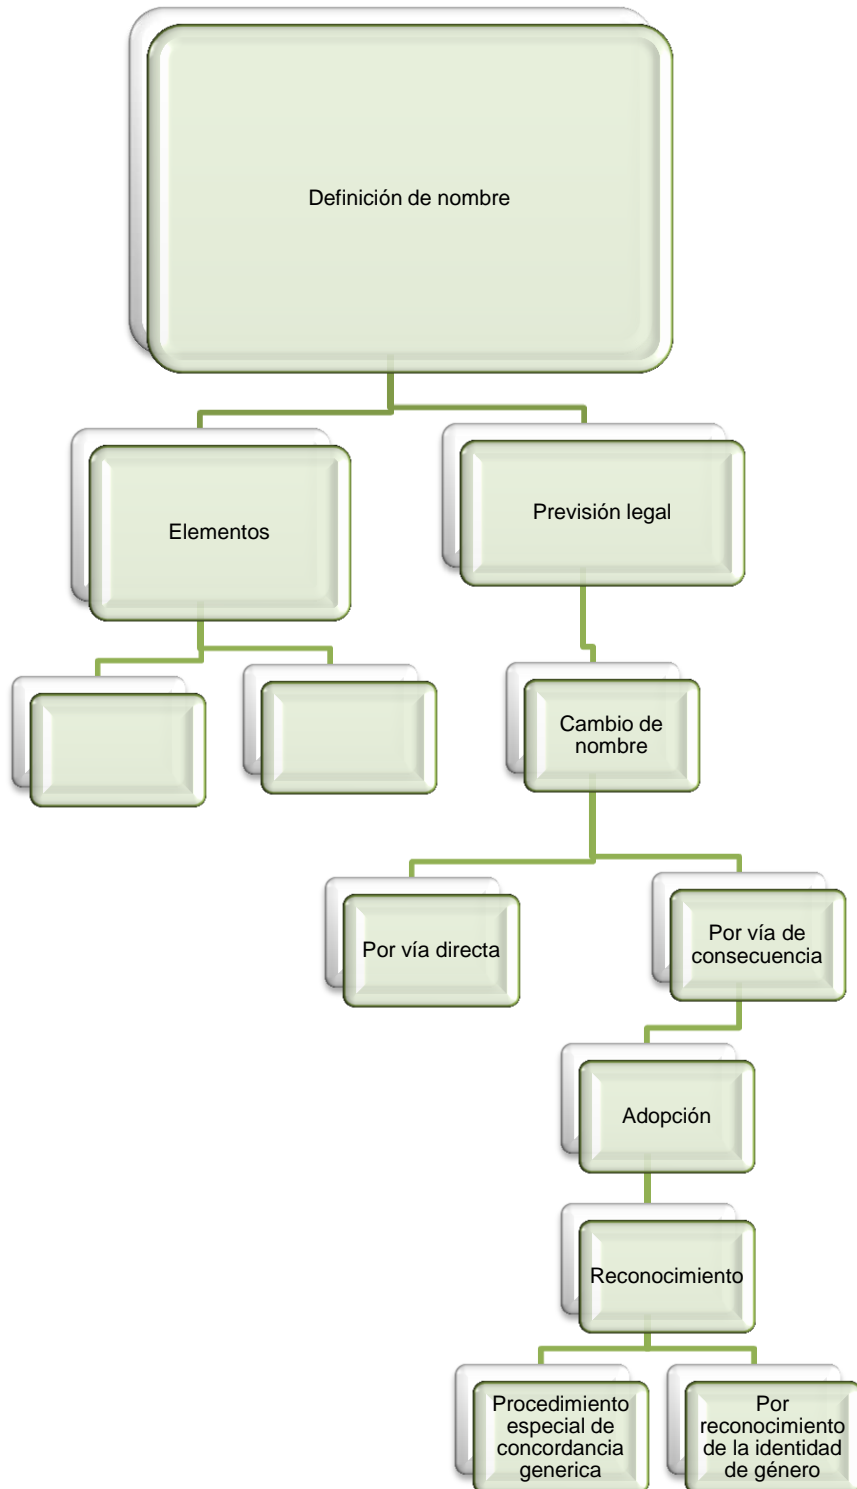 Definición de nombre
Elementos
Previsión legal
Cambio de
nombre
Por vía directa
Por vía de
consecuencia
Adopción
Reconocimiento
Procedimiento
especial de
concordancia
generica
Por
reconocimiento
de la identidad
de género